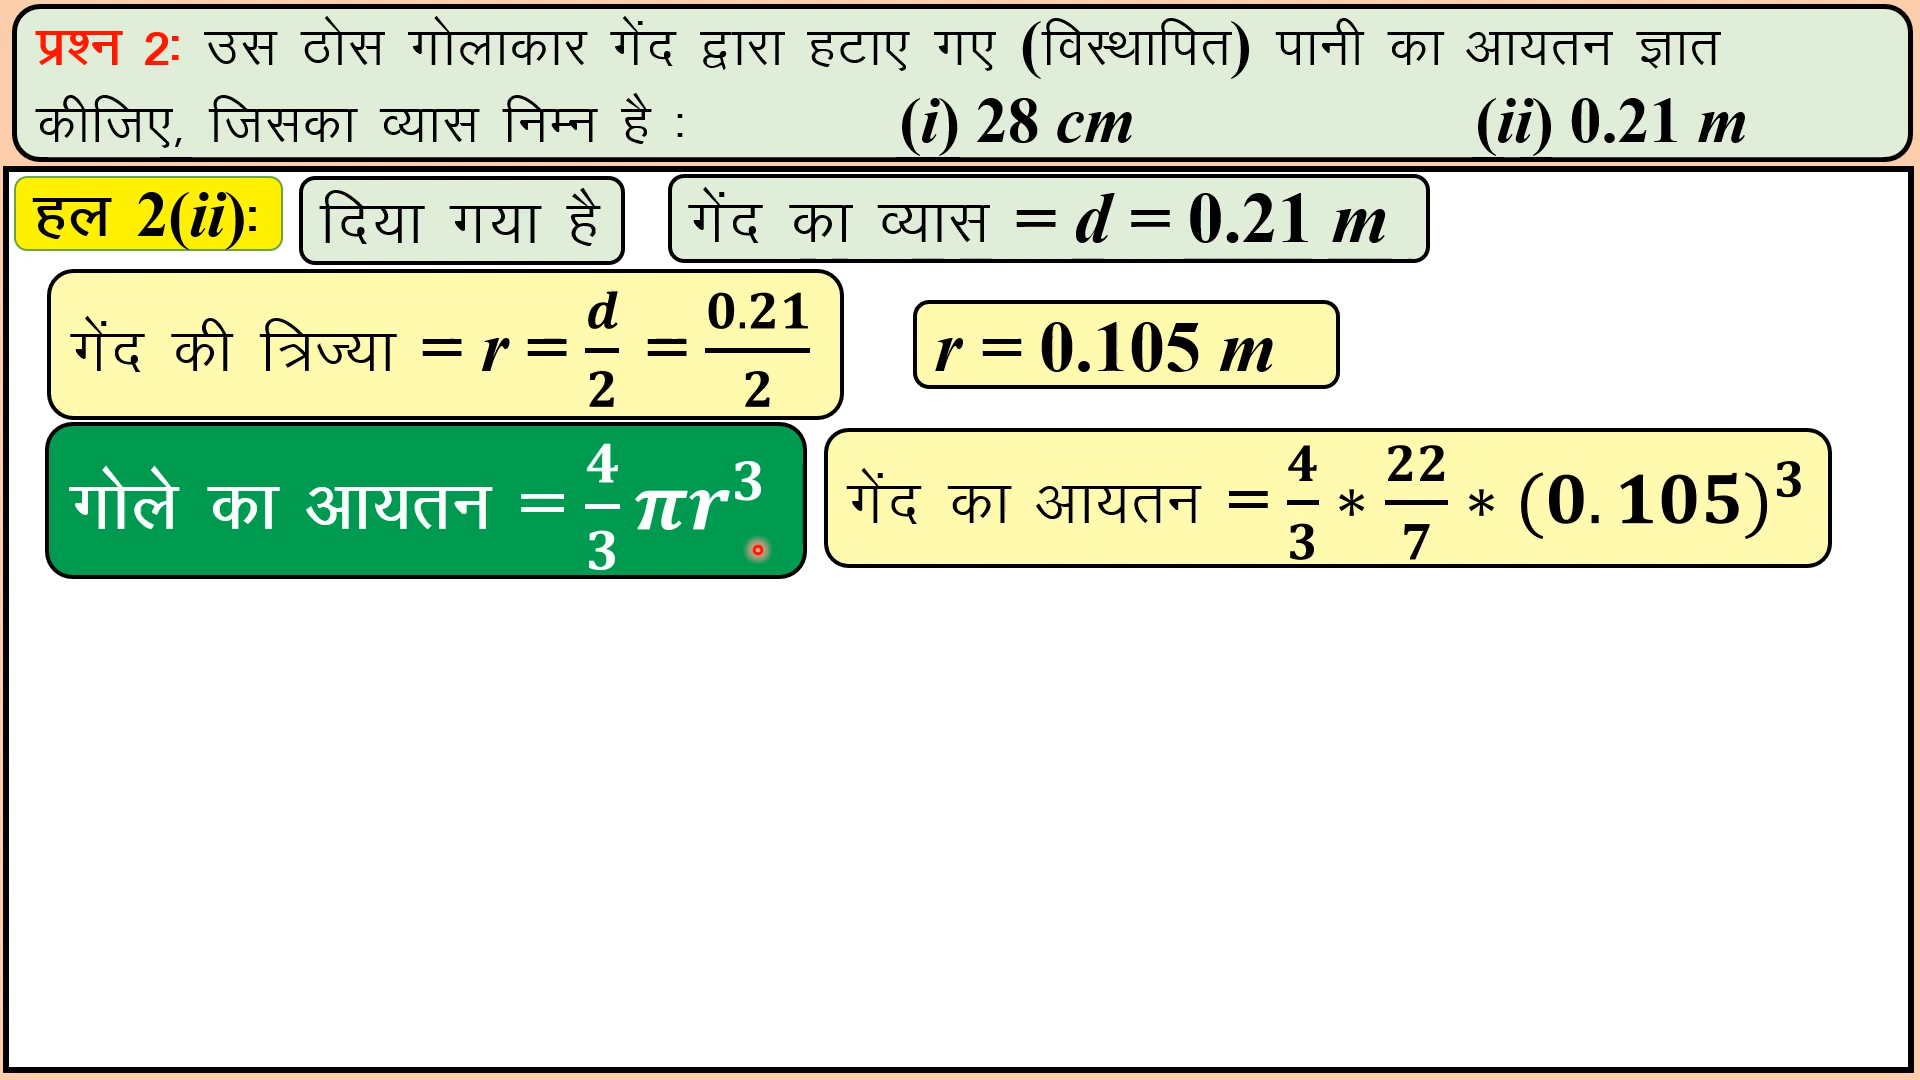 प्रश्न 2: उस ठोस गोलाकार गेंद द्वारा हटाए गए (विस्थापित) पानी का आयतन ज्ञात
कीजिए, जिसका व्यास निम्न है : (i) 28 cm (ii) 0.21 m
हल 2(ii): दिया गया है गेंद का व्यास = d = 0.21 m
गेंद की त्रिज्या = r = d/2 = 0.21/2 r = 0.105 m
गोले का आयतन = 4/3 πr³ गेंद का आयतन = 4/3 * 22/7 * (0.105)³